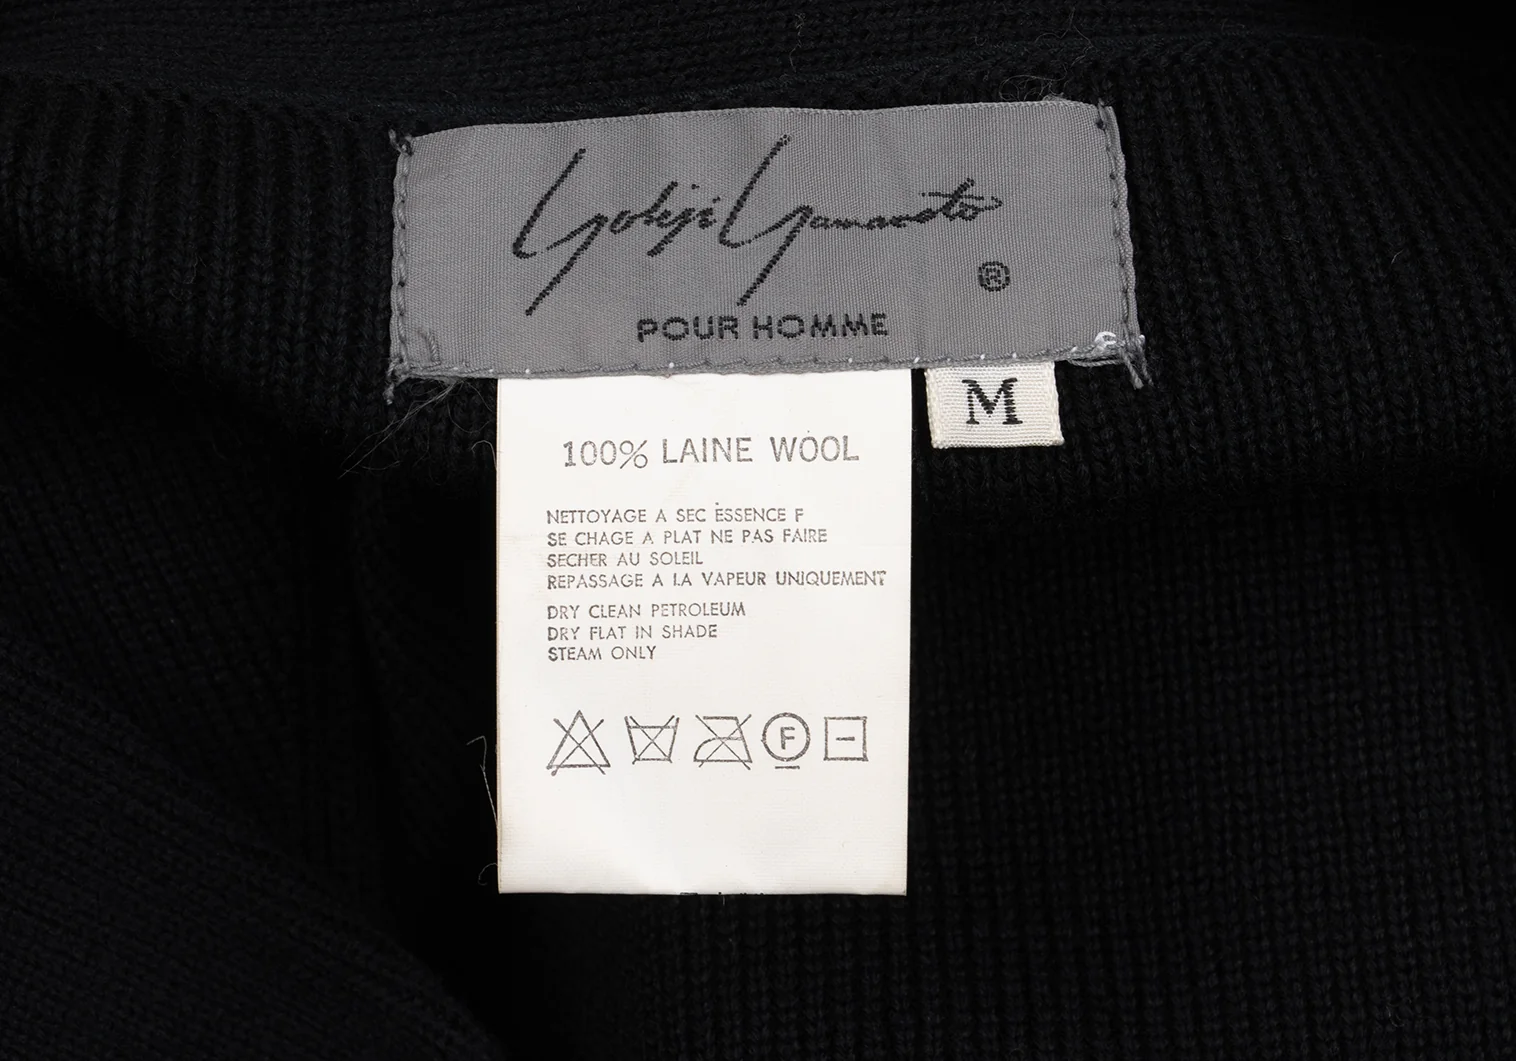 Yohji Yamamoto
®
POUR HOMME
M
100% LAINE WOOL
NETTOYAGE A SEC ESSENCE F
SE CHAGE A PLAT NE PAS FAIRE
SECHER AU SOLEIL
REPASSAGE A LA VAPEUR UNIQUEMENT
DRY CLEAN PETROLEUM
DRY FLAT IN SHADE
STEAM ONLY
F